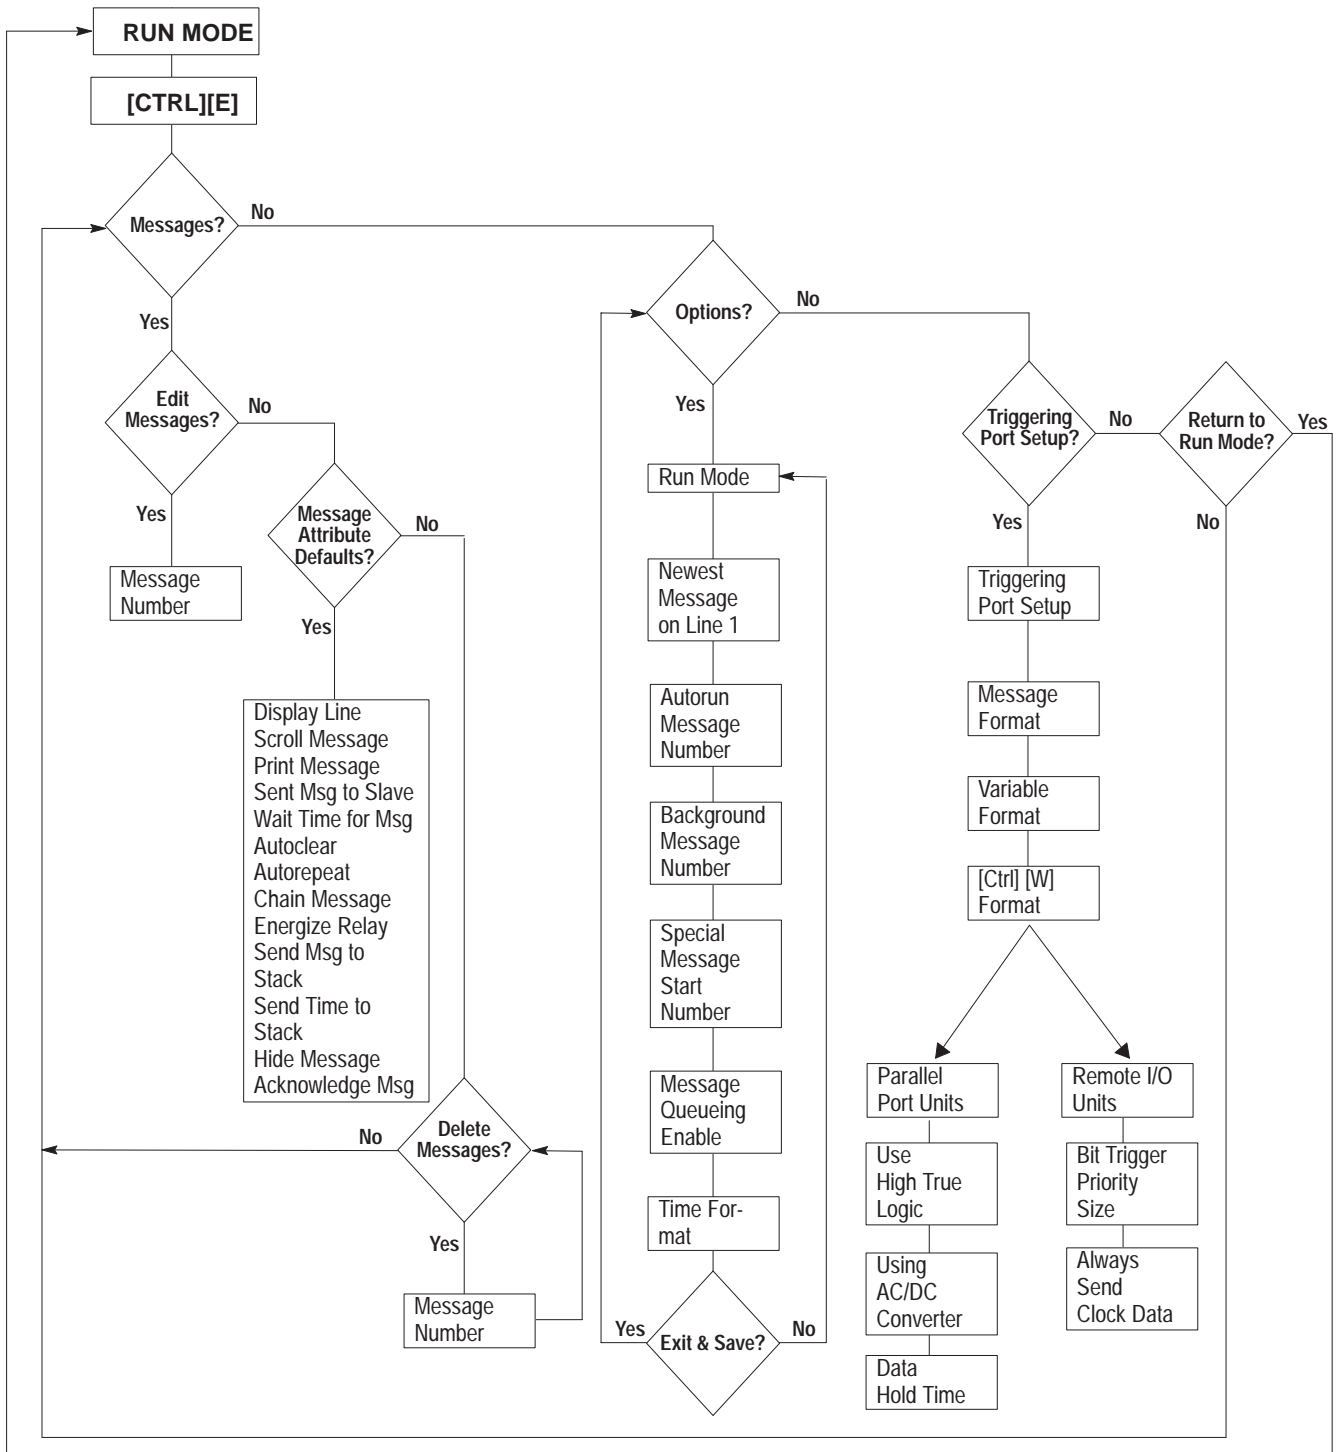 RUN MODE
[CTRL][E]
Messages?
No
Yes
Edit
Messages?
No
Yes
Message
Number
Message
Attribute
Defaults?
No
Yes
Display Line
Scroll Message
Print Message
Sent Msg to Slave
Wait Time for Msg
Autoclear
Autorepeat
Chain Message
Energize Relay
Send Msg to
Stack
Send Time to
Stack
Hide Message
Acknowledge Msg
Delete
Messages?
No
Yes
Message
Number
Options?
No
Yes
Run Mode
Newest
Message
on Line 1
Autorun
Message
Number
Background
Message
Number
Special
Message
Start
Number
Message
Queueing
Enable
Time For-
mat
Exit & Save?
Yes
No
Triggering
Port Setup?
No
Yes
Triggering
Port Setup
Message
Format
Variable
Format
[Ctrl] [W]
Format
Parallel
Port Units
Use
High True
Logic
Using
AC/DC
Converter
Data
Hold Time
Remote I/O
Units
Bit Trigger
Priority
Size
Always
Send
Clock Data
Return to
Run Mode?
Yes
No